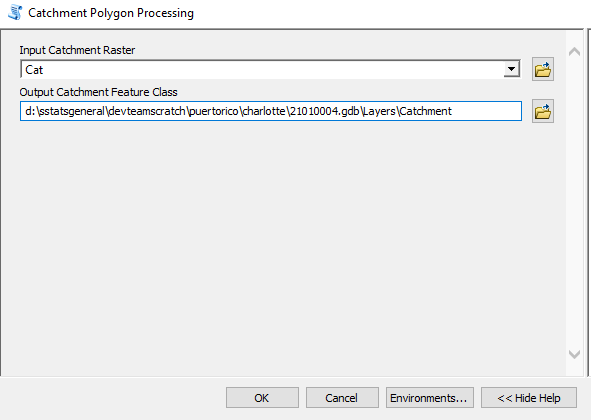 Catchment Polygon Processing
Input Catchment Raster
Cat
Output Catchment Feature Class
d:\sstatsgeneral\devteamscratch\puertorico\charlotte\21010004.gdb\Layers\Catchment
OK
Cancel
Environments...
<< Hide Help